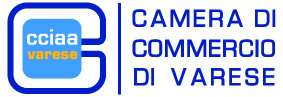 cciaa
varese
CAMERA DI
COMMERCIO
DI VARESE